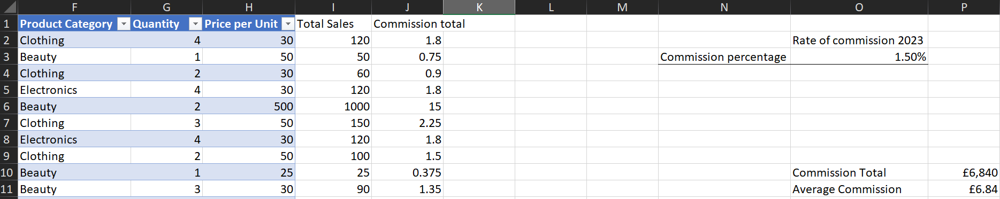 F G H I J K L M N O P
1 Product Category Quantity Price per Unit Total Sales Commission total
2 Clothing 4 30 120 1.8 Rate of commission 2023
3 Beauty 1 50 50 0.75 Commission percentage 1.50%
4 Clothing 2 30 60 0.9
5 Electronics 4 30 120 1.8
6 Beauty 2 500 1000 15
7 Clothing 3 50 150 2.25
8 Electronics 4 30 120 1.8
9 Clothing 2 50 100 1.5
10 Beauty 1 25 25 0.375 Commission Total £6,840
11 Beauty 3 30 90 1.35 Average Commission £6.84